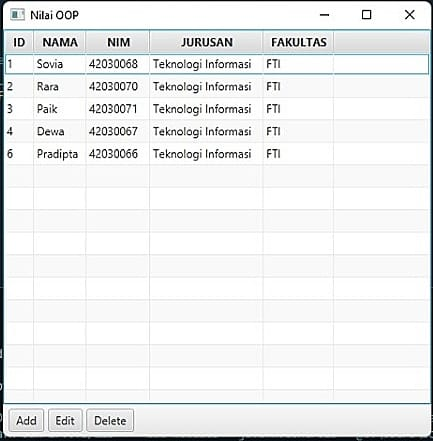 Nilai OOP
ID NAMA NIM JURUSAN FAKULTAS
1 Sovia 42030068 Teknologi Informasi FTI
2 Rara 42030070 Teknologi Informasi FTI
3 Paik 42030071 Teknologi Informasi FTI
4 Dewa 42030067 Teknologi Informasi FTI
6 Pradipta 42030066 Teknologi Informasi FTI
Add Edit Delete